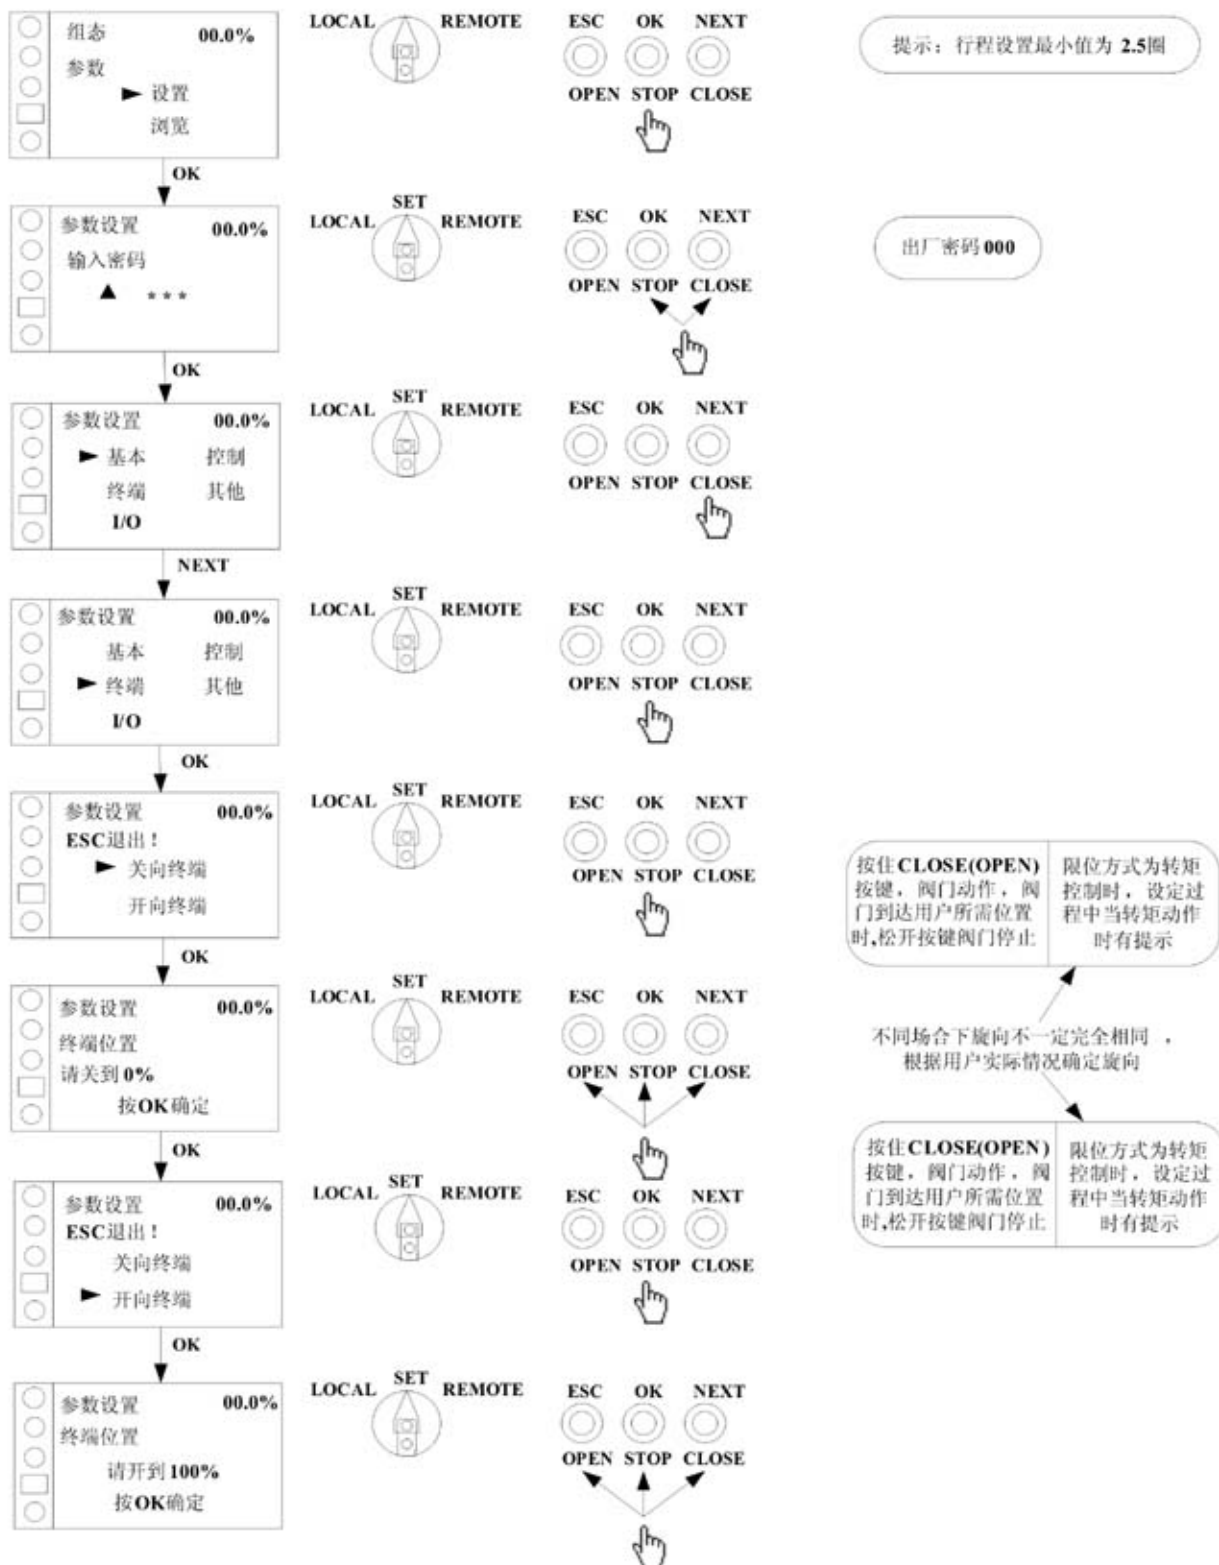 组态 00.0%
参数
► 设置
浏览
LOCAL REMOTE
ESC OK NEXT
OPEN STOP CLOSE
提示：行程设置最小值为 2.5圈
OK
参数设置 00.0%
输入密码
▲ ***
SET
LOCAL REMOTE
ESC OK NEXT
OPEN STOP CLOSE
出厂密码 000
OK
参数设置 00.0%
► 基本 控制
终端 其他
I/O
SET
LOCAL REMOTE
ESC OK NEXT
OPEN STOP CLOSE
NEXT
参数设置 00.0%
基本 控制
► 终端 其他
I/O
SET
LOCAL REMOTE
ESC OK NEXT
OPEN STOP CLOSE
OK
参数设置 00.0%
ESC退出！
► 关向终端
开向终端
SET
LOCAL REMOTE
ESC OK NEXT
OPEN STOP CLOSE
OK
参数设置 00.0%
终端位置
请关到 0%
按OK确定
SET
LOCAL REMOTE
ESC OK NEXT
OPEN STOP CLOSE
按住CLOSE(OPEN)
按键，阀门动作，阀
门到达用户所需位置
时,松开按键阀门停止
限位方式为转矩
控制时，设定过
程中当转矩动作
时有提示
不同场合下旋向不一定完全相同，
根据用户实际情况确定旋向
按住CLOSE(OPEN)
按键，阀门动作，阀
门到达用户所需位置
时,松开按键阀门停止
限位方式为转矩
控制时，设定过
程中当转矩动作
时有提示
OK
参数设置 00.0%
ESC退出！
关向终端
► 开向终端
SET
LOCAL REMOTE
ESC OK NEXT
OPEN STOP CLOSE
OK
参数设置 00.0%
终端位置
请开到 100%
按OK确定
SET
LOCAL REMOTE
ESC OK NEXT
OPEN STOP CLOSE